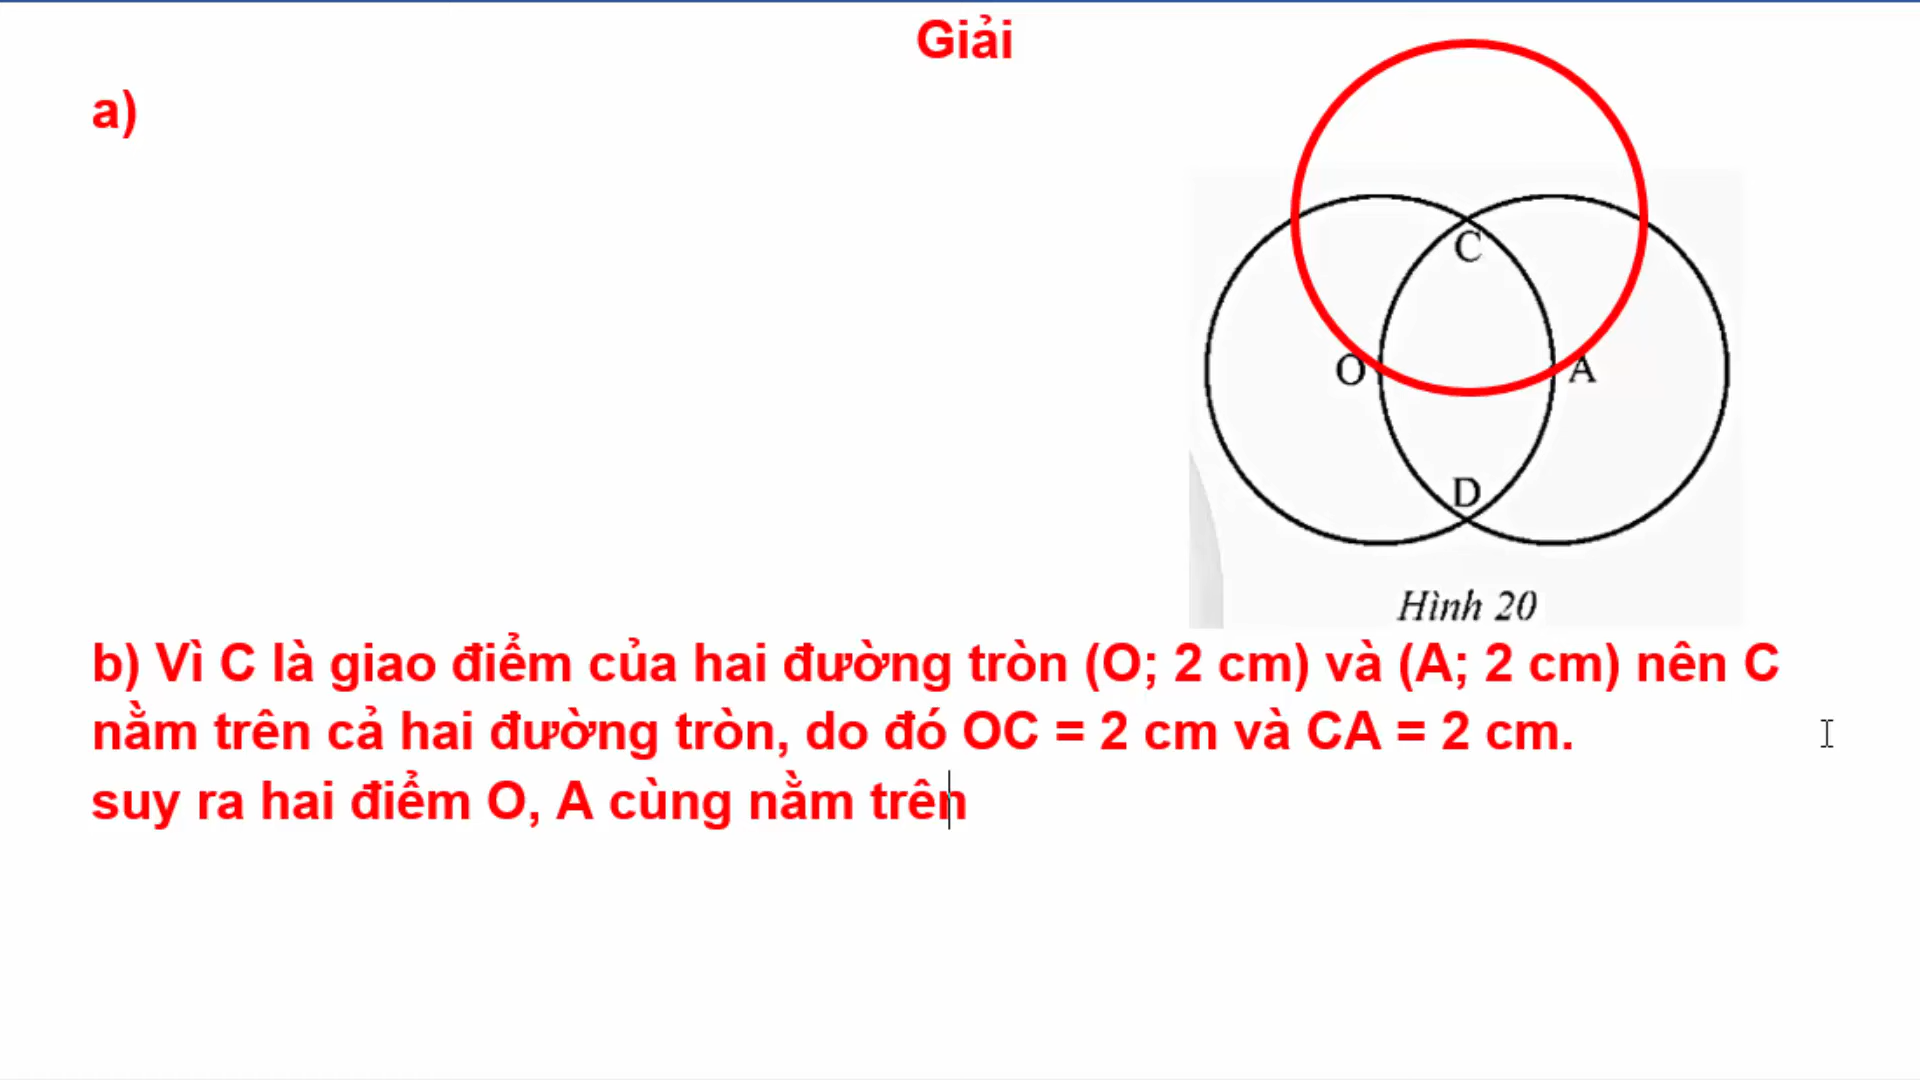 Giải
a)
C
O
A
D
Hình 20
b) Vì C là giao điểm của hai đường tròn (O; 2 cm) và (A; 2 cm) nên C
nằm trên cả hai đường tròn, do đó OC = 2 cm và CA = 2 cm.
suy ra hai điểm O, A cùng nằm trên